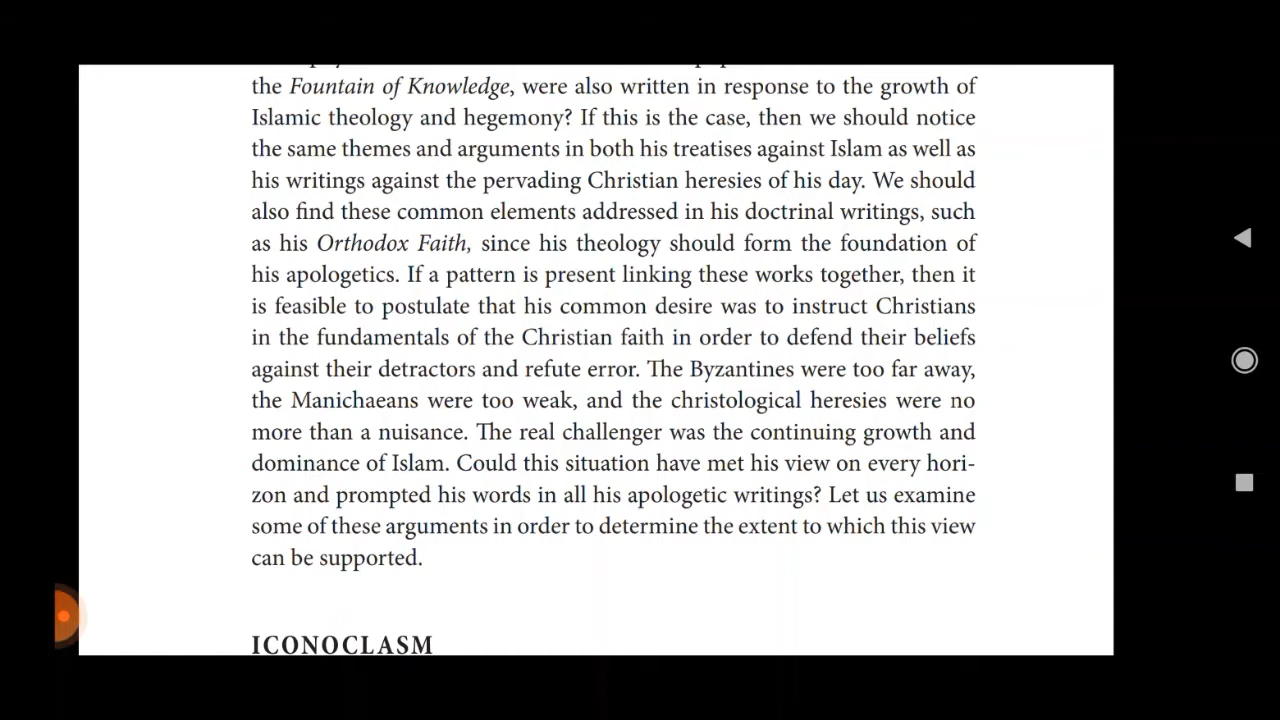 the Fountain of Knowledge, were also written in response to the growth of
Islamic theology and hegemony? If this is the case, then we should notice
the same themes and arguments in both his treatises against Islam as well as
his writings against the pervading Christian heresies of his day. We should
also find these common elements addressed in his doctrinal writings, such
as his Orthodox Faith, since his theology should form the foundation of
his apologetics. If a pattern is present linking these works together, then it
is feasible to postulate that his common desire was to instruct Christians
in the fundamentals of the Christian faith in order to defend their beliefs
against their detractors and refute error. The Byzantines were too far away,
the Manichaeans were too weak, and the christological heresies were no
more than a nuisance. The real challenger was the continuing growth and
dominance of Islam. Could this situation have met his view on every hori-
zon and prompted his words in all his apologetic writings? Let us examine
some of these arguments in order to determine the extent to which this view
can be supported.
ICONOCLASM